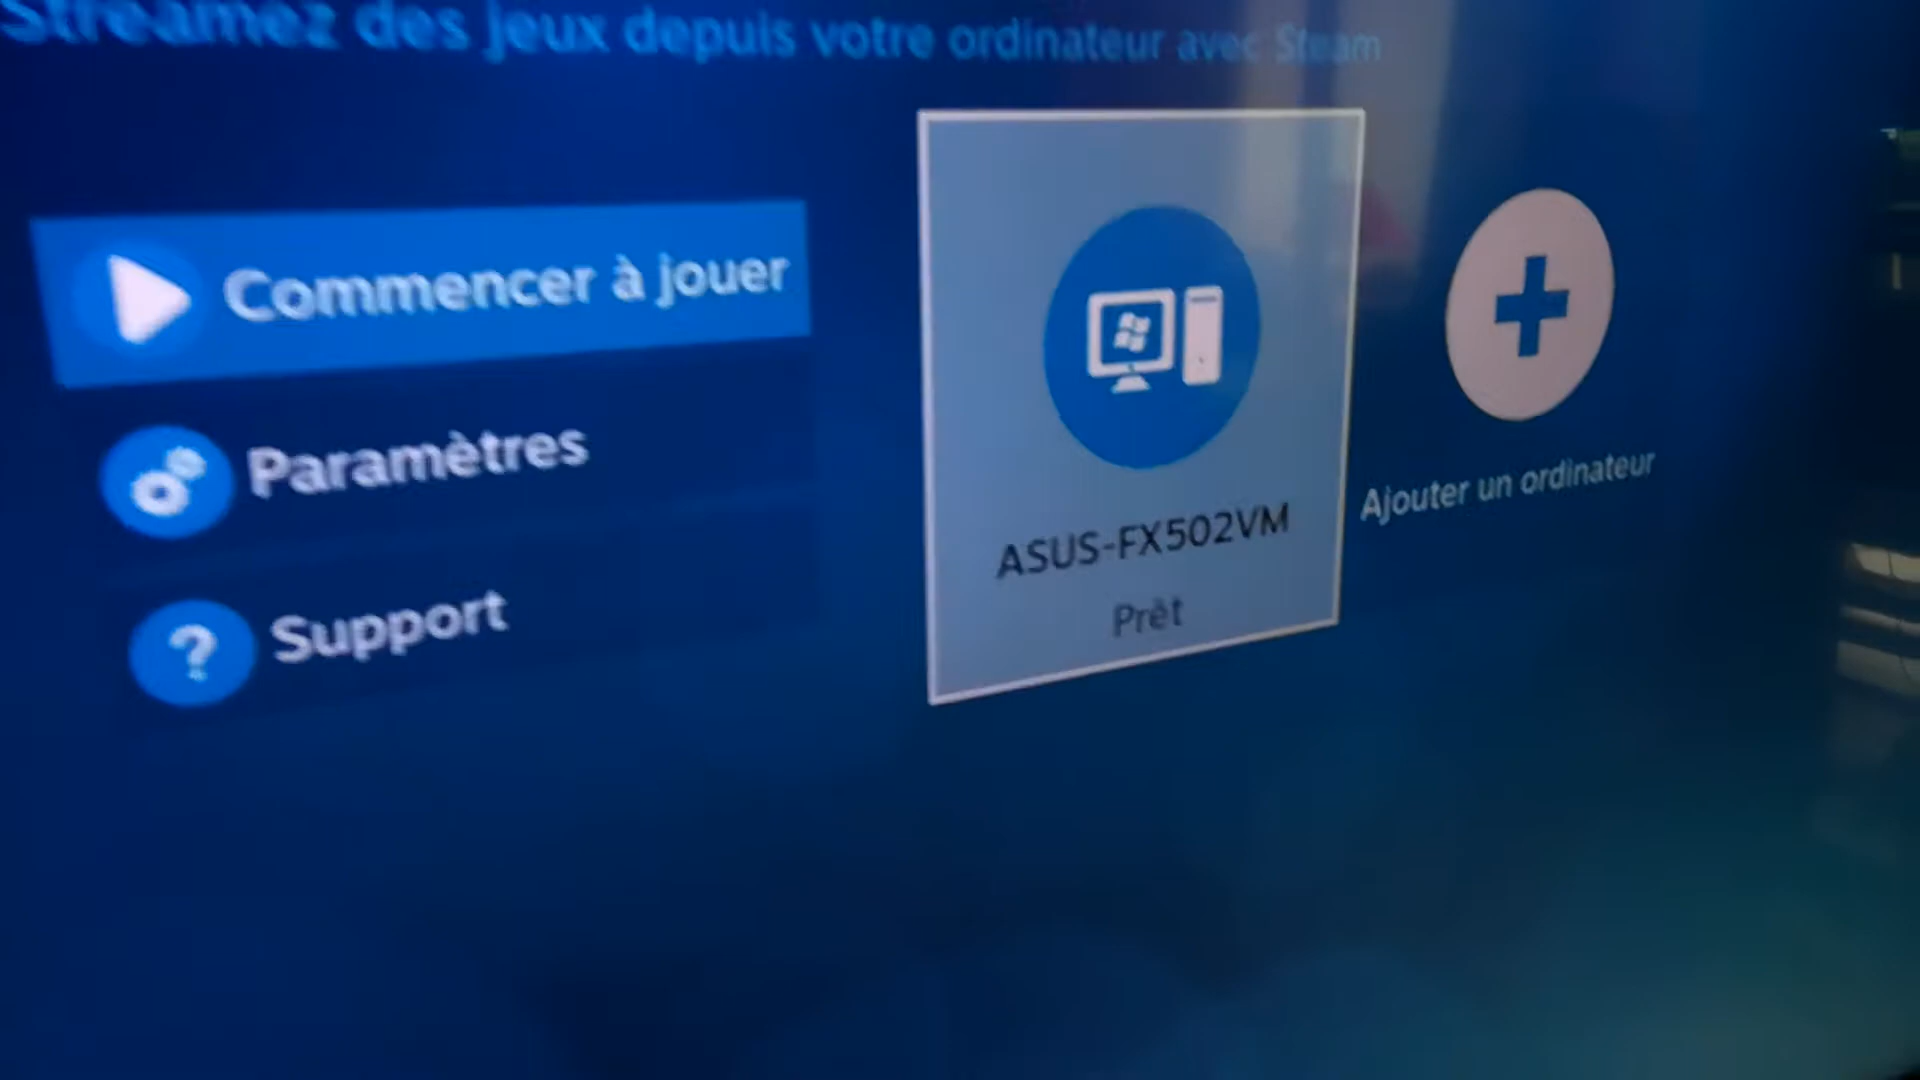 Streamez des jeux depuis votre ordinateur avec Steam
Commencer à jouer
Paramètres
? Support
ASUS-FX502VM
Prêt
Ajouter un ordinateur